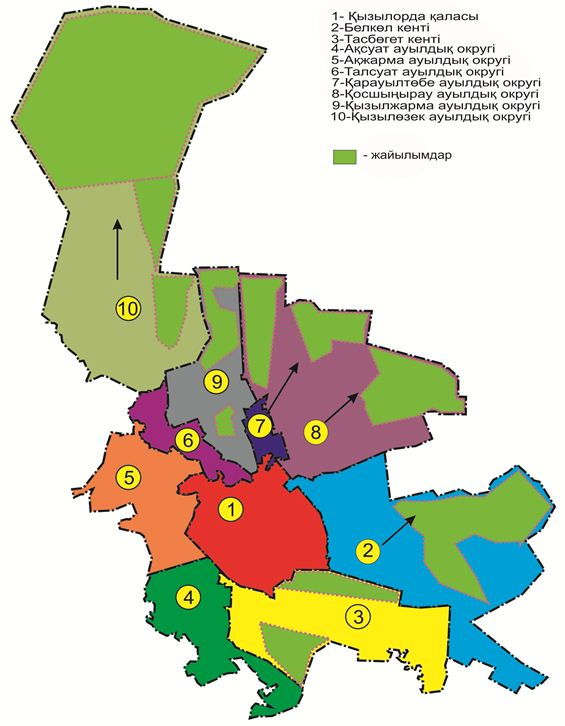 1- Қызылорда қаласы
2-Белкөл кенті
3-Тасбөгет кенті
4-Ақсуат ауылдық округі
5-Ақжарма ауылдық округі
6-Талсуат ауылдық округі
7-Қарауылтөбе ауылдық округі
8-Қосшыңырау ауылдық округі
9-Қызылжарма ауылдық округі
10-Қызылөзек ауылдық округі
- жайылымдар
10
9
7
8
6
5
1
2
4
3